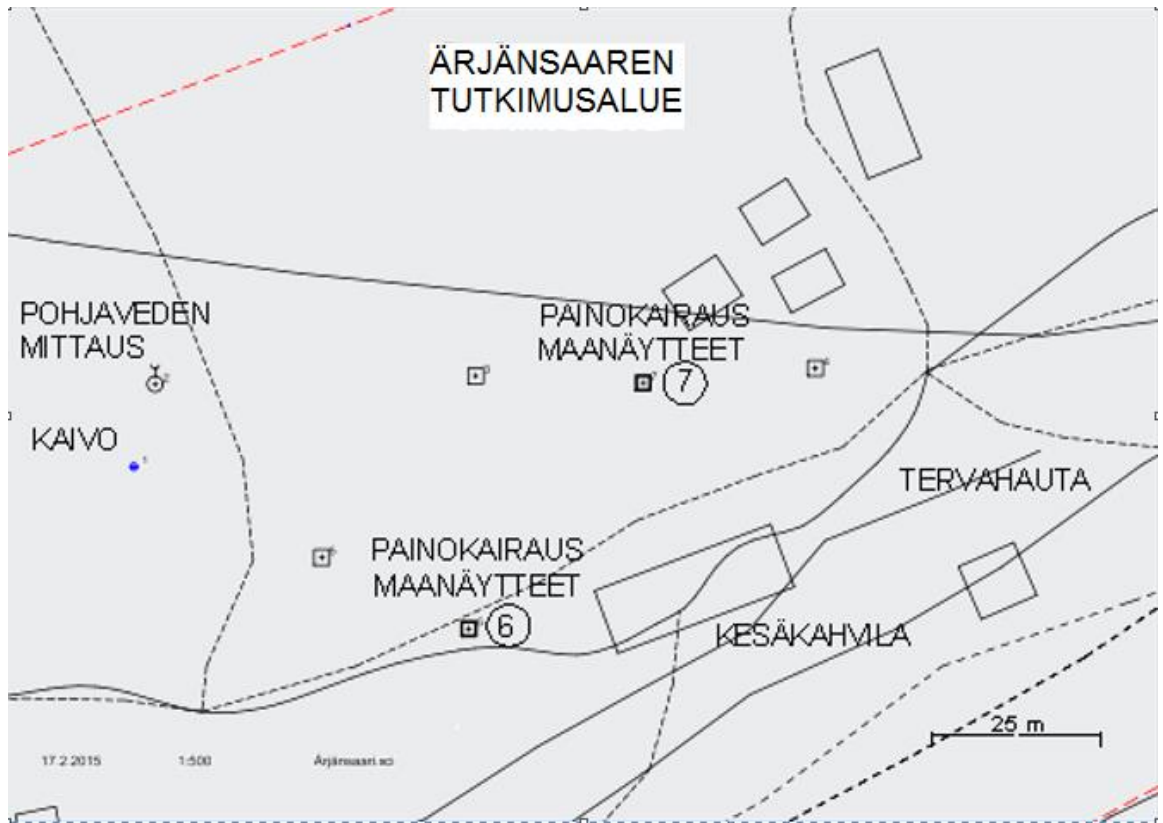 ÄRJÄNSAAREN
TUTKIMUSALUE
POHJAVEDEN
MITTAUS
PAINOKAIRAUS
MAANÄYTTEET
7
KAIVO
TERVAHAUTA
PAINOKAIRAUS
MAANÄYTTEET
6
KESÄKAHVILA
25 m
17.2.2015 1:500 Ärjänsaari.sci